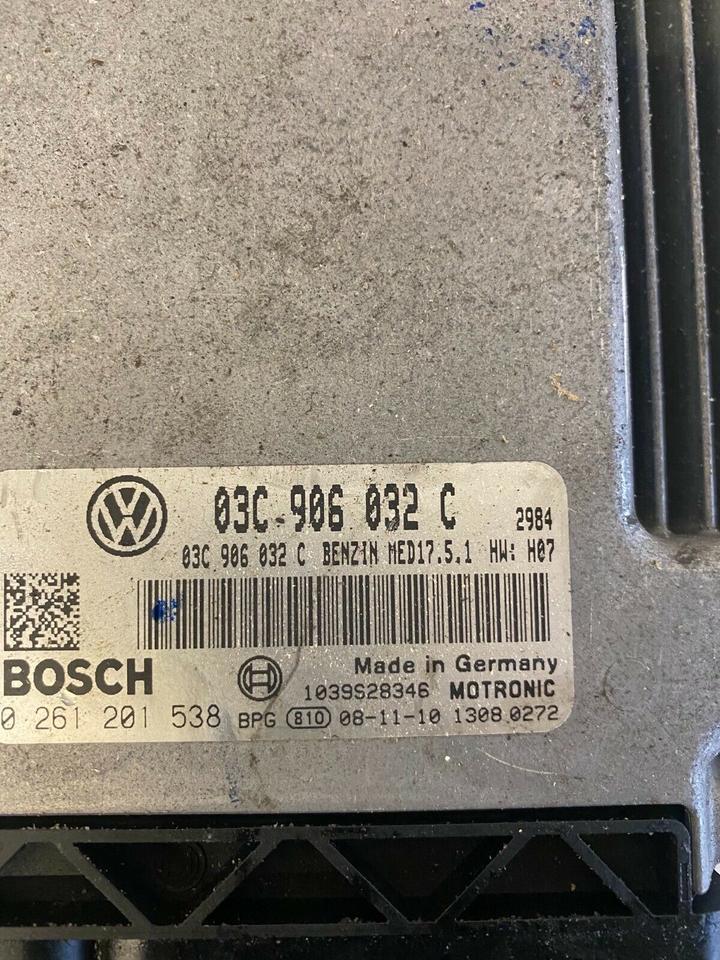 03C 906 032 C 2984
03C 906 032 C BENZIN MED17.5.1 HW: H07
BOSCH Made in Germany
1039S28346 MOTRONIC
0 261 201 538 BPG 810 08-11-10 1308 0272